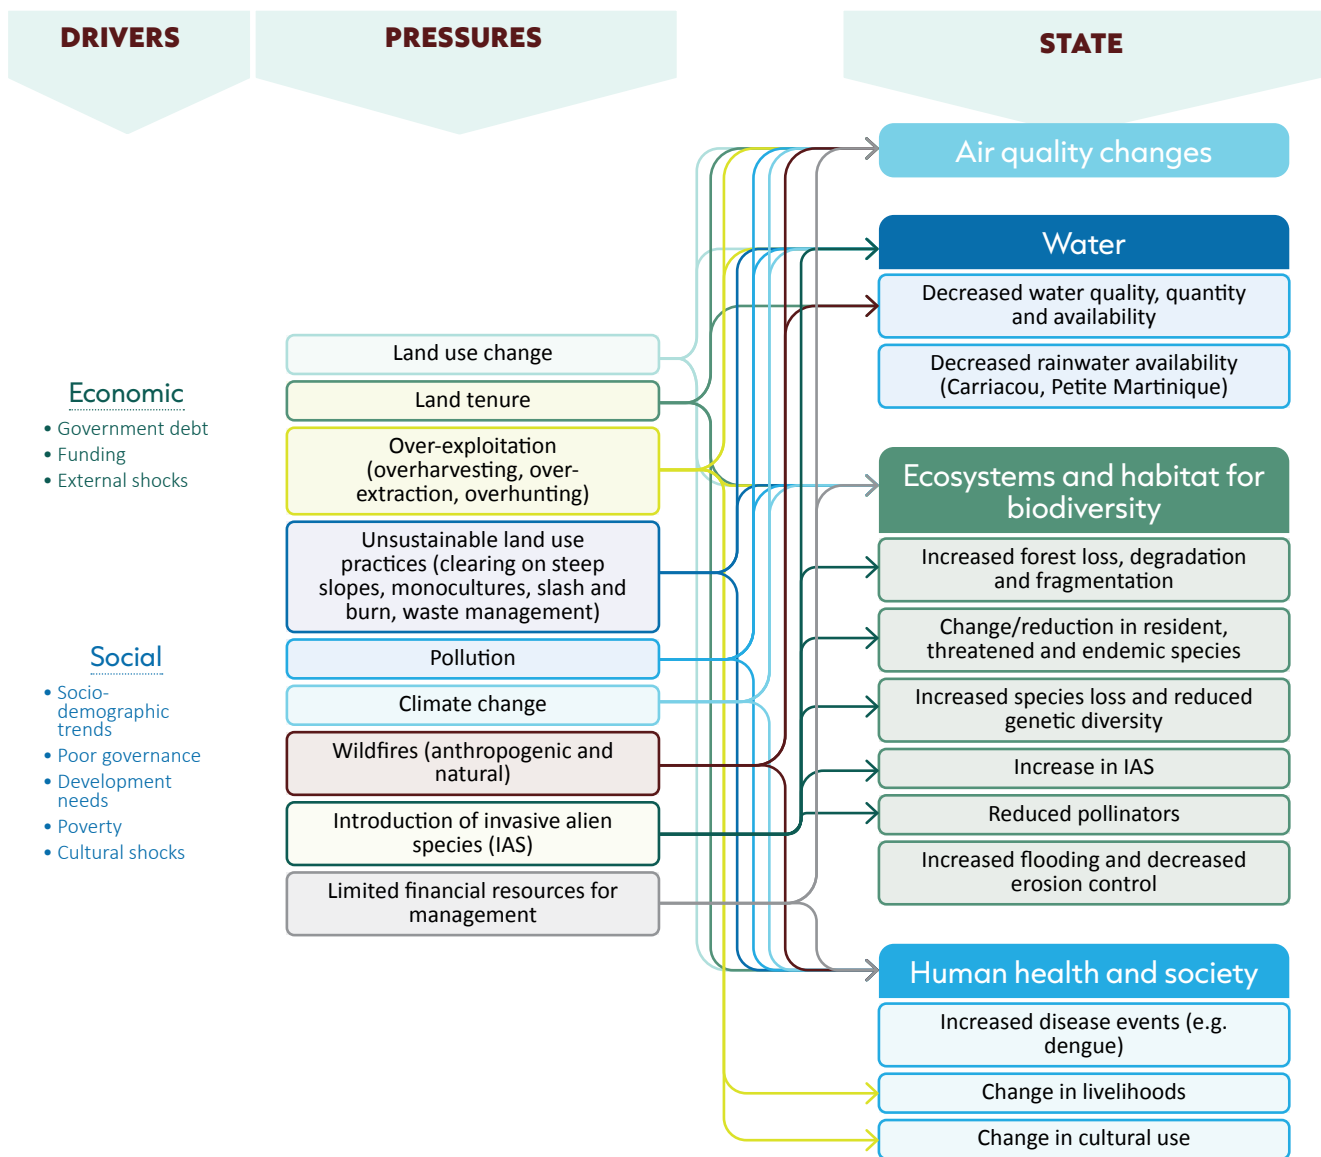 DRIVERS
PRESSURES
STATE
Economic
• Government debt
• Funding
• External shocks
Social
• Socio-
demographic
trends
• Poor governance
• Development
needs
• Poverty
• Cultural shocks
Land use change
Land tenure
Over-exploitation
(overharvesting, over-
extraction, overhunting)
Unsustainable land use
practices (clearing on steep
slopes, monocultures, slash and
burn, waste management)
Pollution
Climate change
Wildfires (anthropogenic and
natural)
Introduction of invasive alien
species (IAS)
Limited financial resources for
management
Air quality changes
Water
Decreased water quality, quantity
and availability
Decreased rainwater availability
(Carriacou, Petite Martinique)
Ecosystems and habitat for
biodiversity
Increased forest loss, degradation
and fragmentation
Change/reduction in resident,
threatened and endemic species
Increased species loss and reduced
genetic diversity
Increase in IAS
Reduced pollinators
Increased flooding and decreased
erosion control
Human health and society
Increased disease events (e.g.
dengue)
Change in livelihoods
Change in cultural use